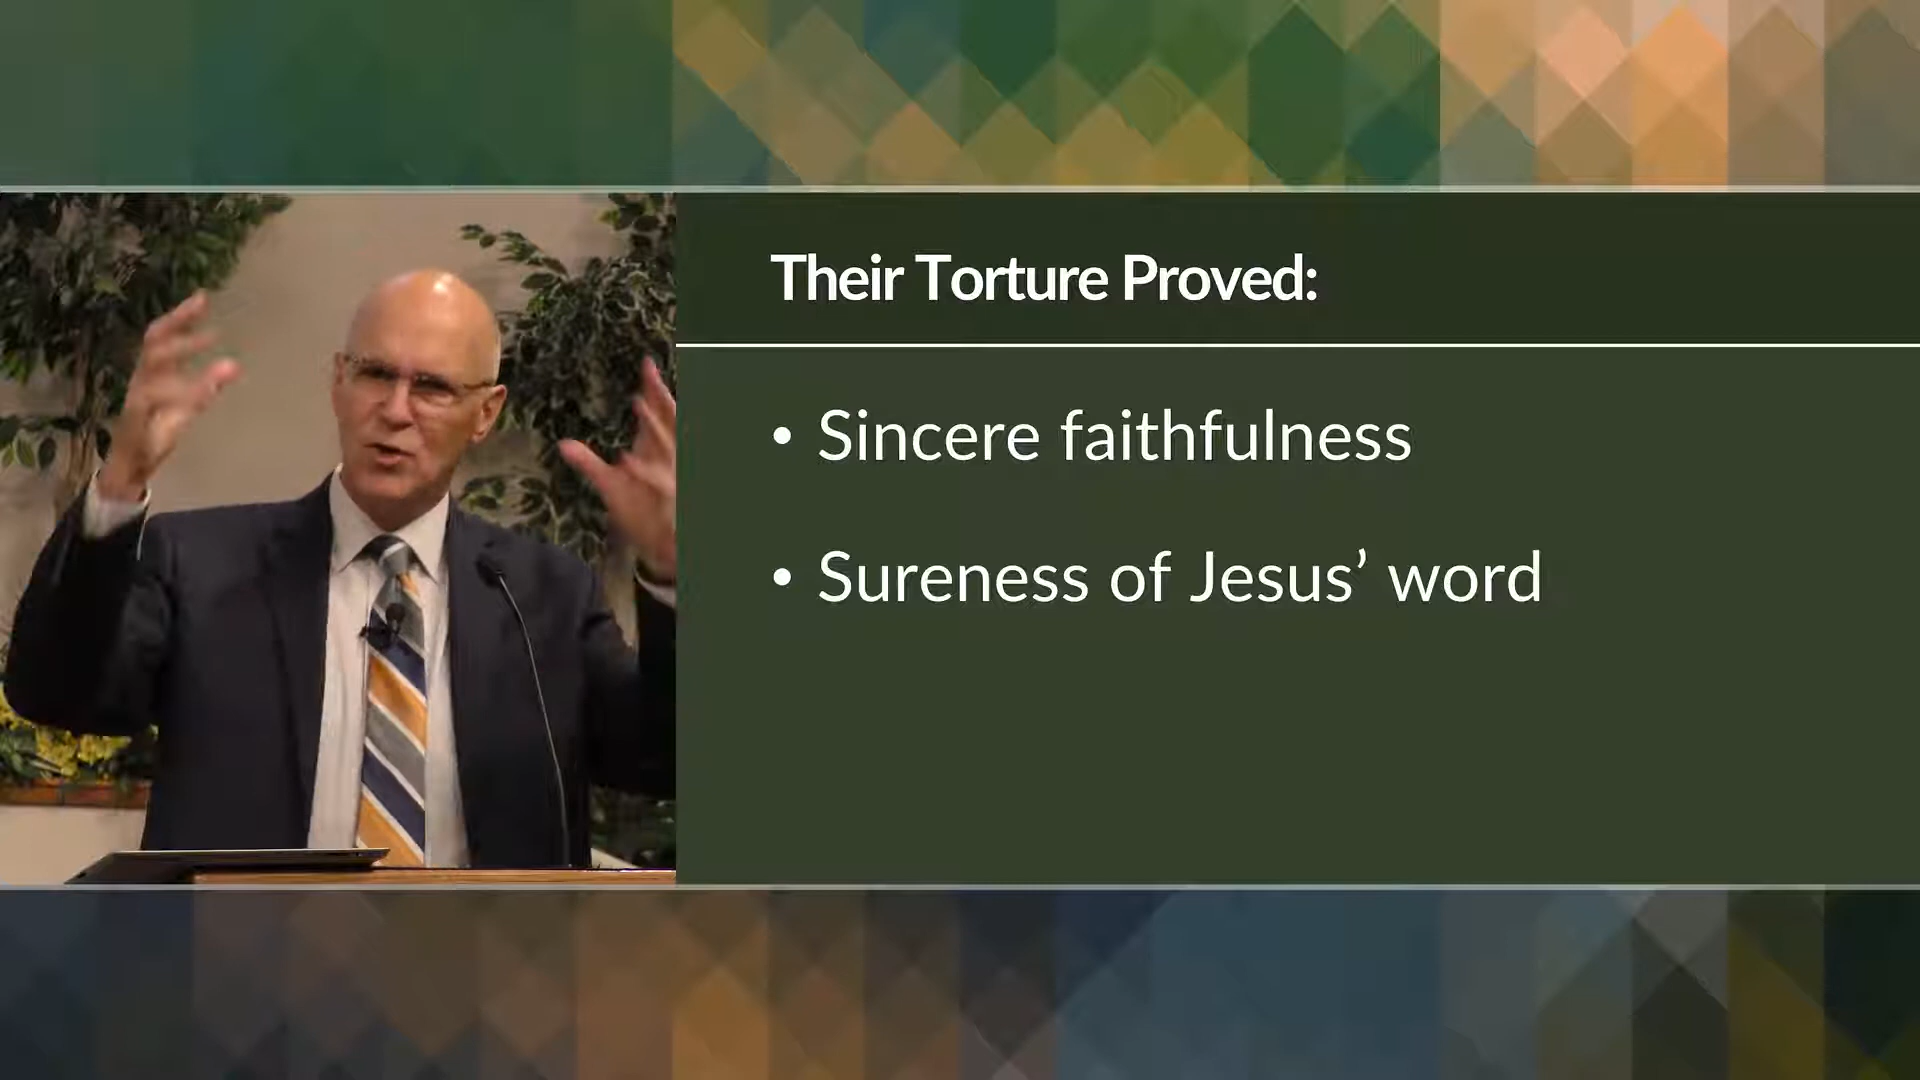 Their Torture Proved:
• Sincere faithfulness
• Sureness of Jesus’ word